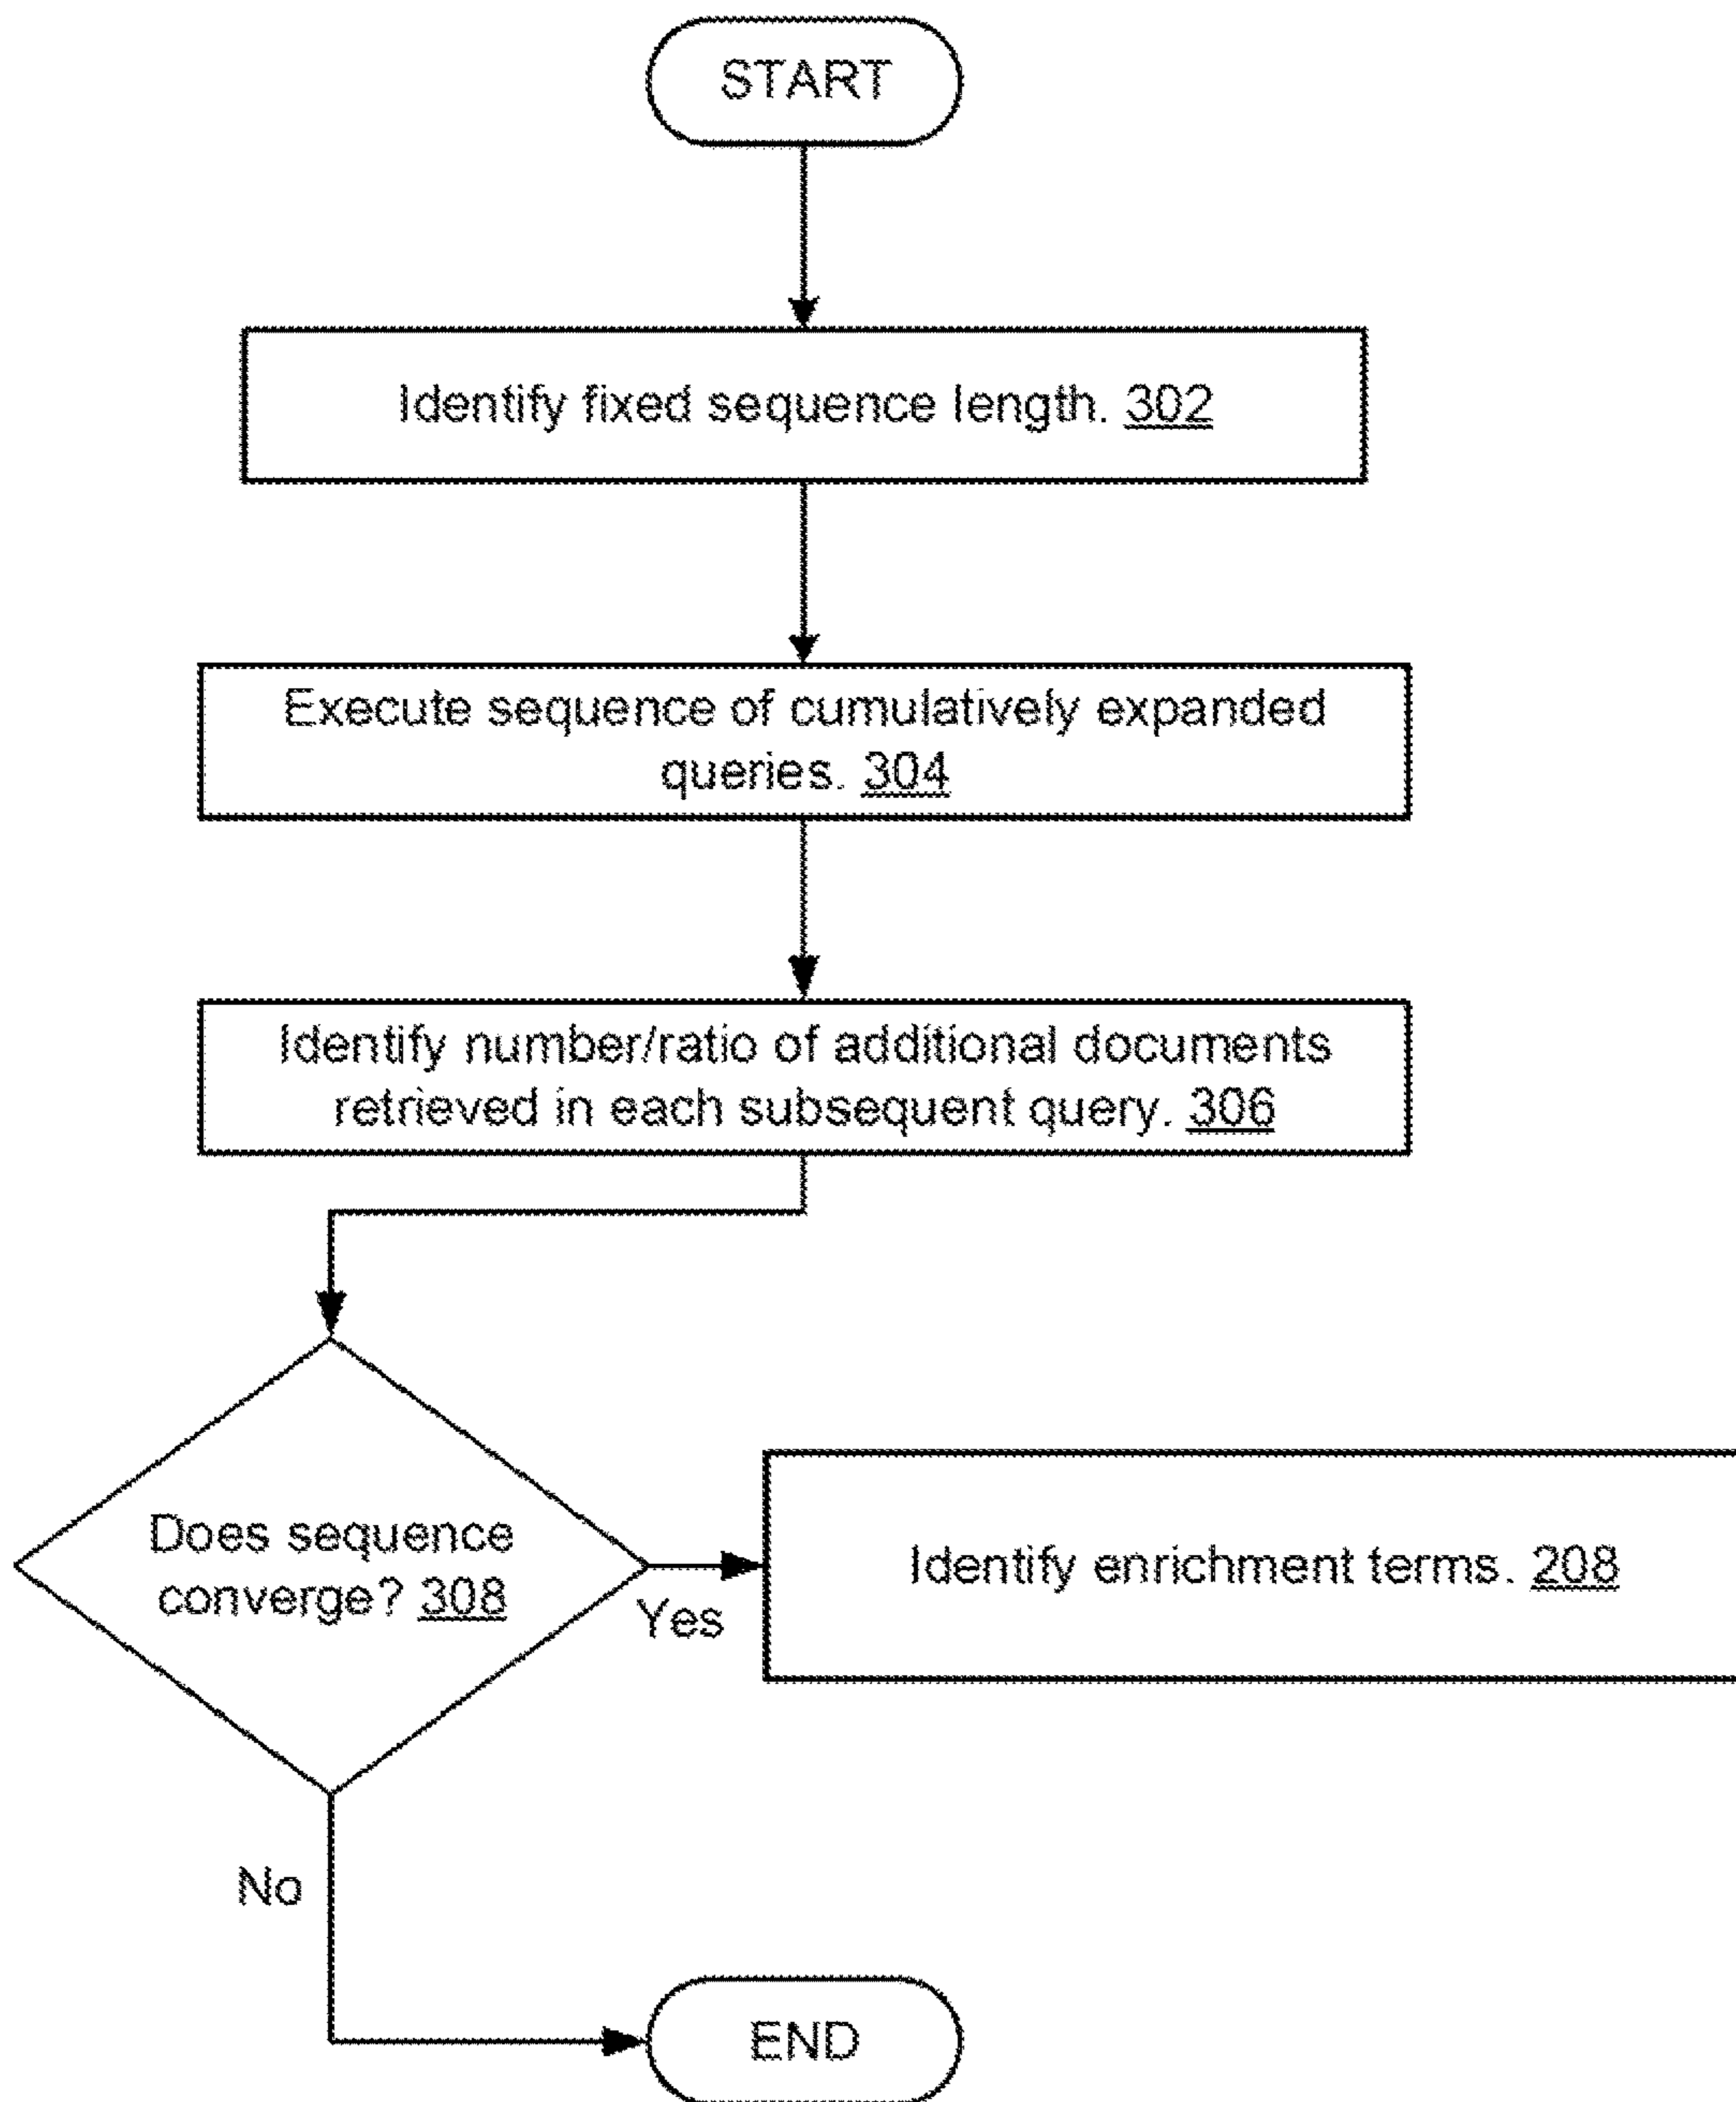 START
Identify fixed sequence length. 302
Execute sequence of cumulatively expanded
queries. 304
Identify number/ratio of additional documents
retrieved in each subsequent query. 306
Does sequence
converge? 308
Yes
Identify enrichment terms. 208
No
END